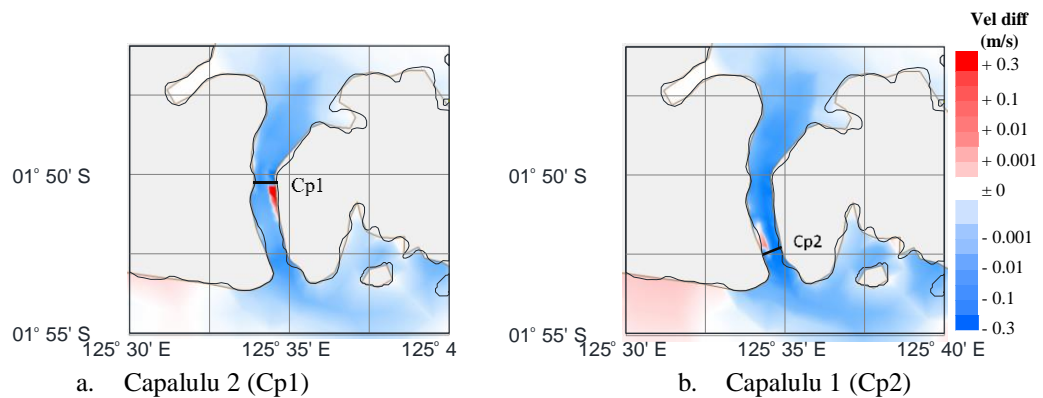 Vel diff
(m/s)
+ 0.3
+ 0.1
+ 0.01
+ 0.001
± 0
- 0.001
- 0.01
- 0.1
- 0.3
01° 50' S
Cp1
01° 55' S
125° 30' E
125° 35' E
125° 4
a. Capalulu 2 (Cp1)
01° 50' S
Cp2
01° 55' S
125° 30' E
125° 35' E
125° 40' E
b. Capalulu 1 (Cp2)